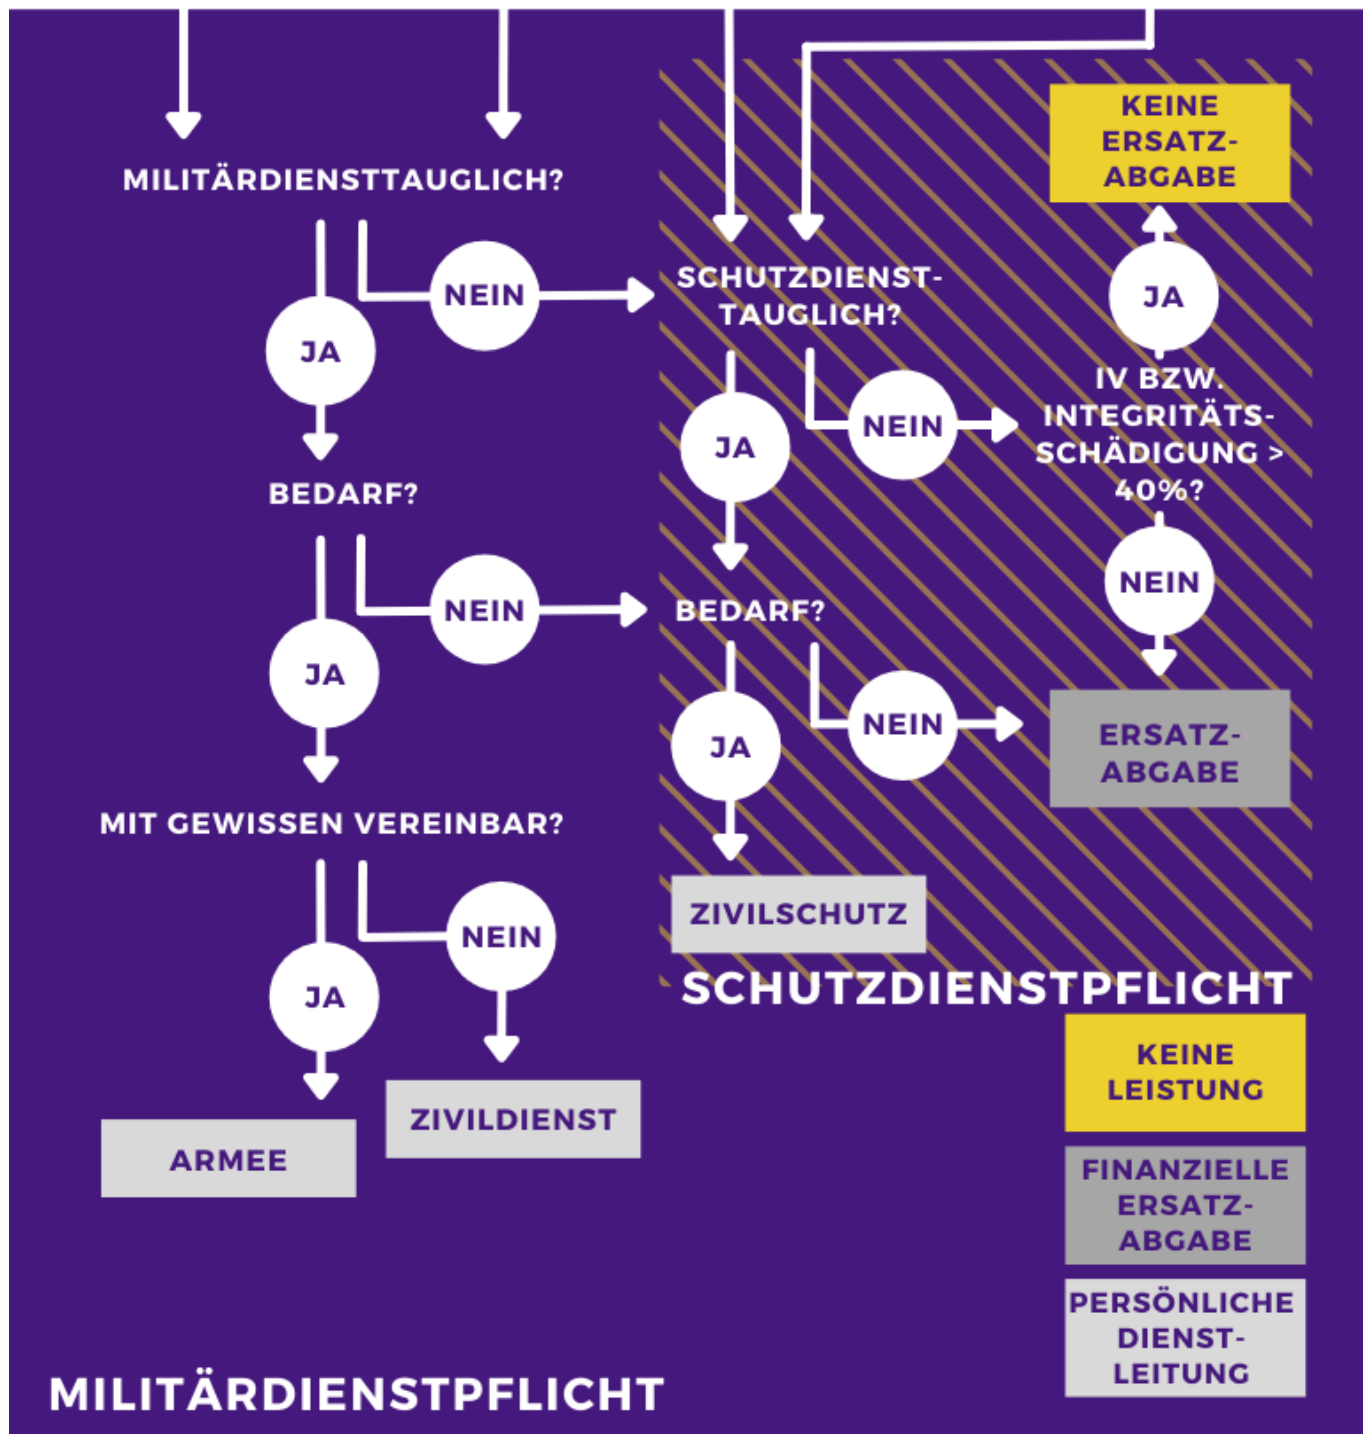 MILITÄRDIENSTTAUGLICH?
NEIN
JA
BEDARF?
NEIN
JA
MIT GEWISSEN VEREINBAR?
NEIN
JA
ZIVILDIENST
ARMEE
MILITÄRDIENSTPFLICHT
SCHUTZDIENST-
TAUGLICH?
NEIN
JA
BEDARF?
NEIN
JA
ZIVILSCHUTZ
KEINE
ERSATZ-
ABGABE
JA
IV BZW.
INTEGRITÄTS-
SCHÄDIGUNG >
40%?
NEIN
ERSATZ-
ABGABE
SCHUTZDIENSTPFLICHT
KEINE
LEISTUNG
FINANZIELLE
ERSATZ-
ABGABE
PERSÖNLICHE
DIENST-
LEITUNG